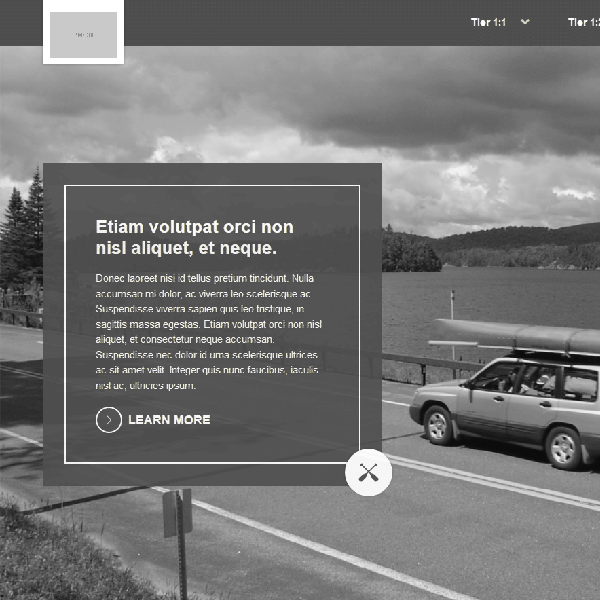 Tier 1:1
Tier 1:2
Etiam volutpat orci non
nisl aliquet, et neque.
Donec laoreet nisi id tellus pretium tincidunt. Nulla
accumsan mi dolor, ac viverra leo scelerisque ac.
Suspendisse viverra sapien quis leo tristique, in
sagittis massa egestas. Etiam volutpat orci non nisl
aliquet, et consectetur neque accumsan.
Suspendisse nec dolor id urna scelerisque ultrices
ac sit amet velit. Integer quis nunc faucibus, iaculis
nisl ac, ultricies ipsum.
LEARN MORE